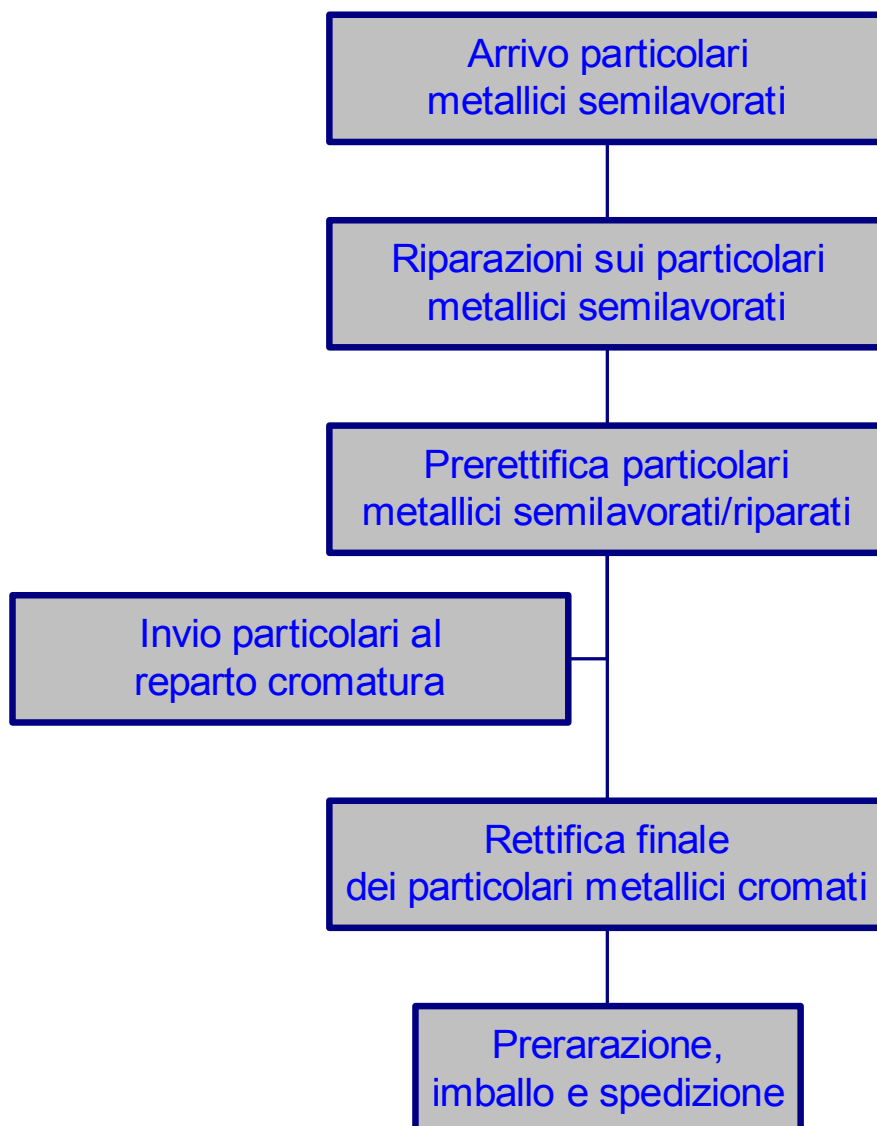 Arrivo particolari
metallici semilavorati
Riparazioni sui particolari
metallici semilavorati
Prerettifica particolari
metallici semilavorati/riparati
Invio particolari al
reparto cromatura
Rettifica finale
dei particolari metallici cromati
Prerarazione,
imballo e spedizione